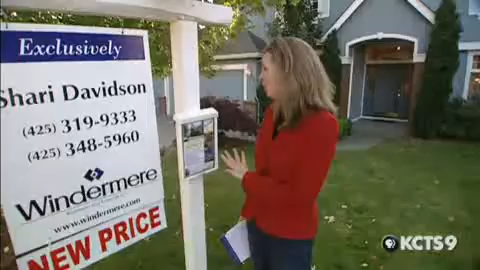 Exclusively
Shari Davidson
(425) 319-9333
(425) 348-5960
Windermere
www.windermere.com
NEW PRICE
KCTS9